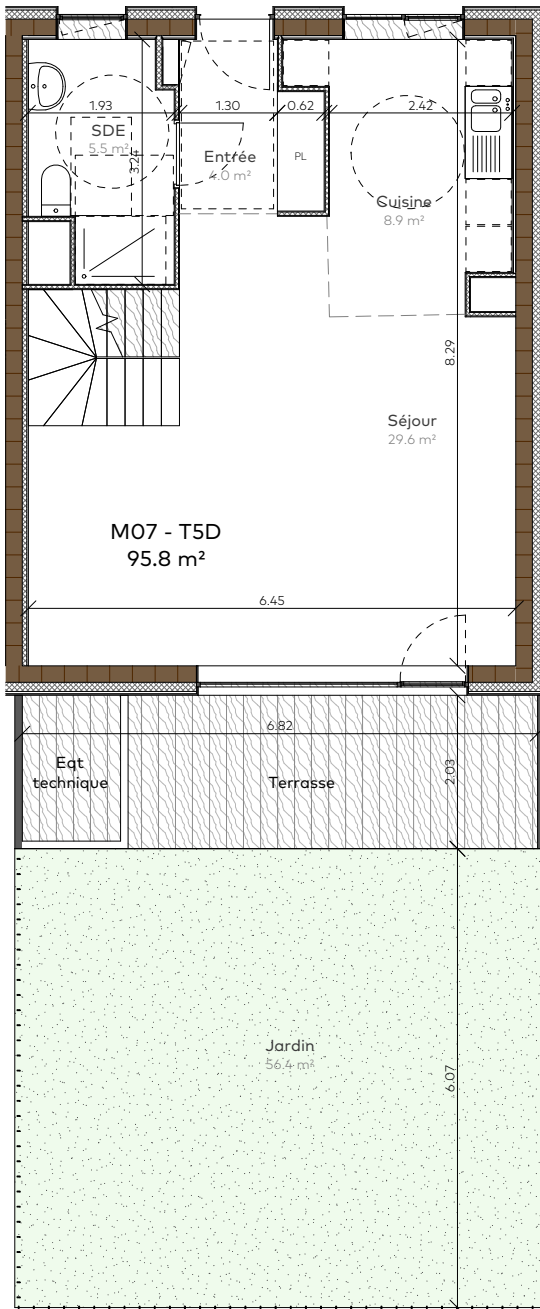 1.93
1.30
0.62
2.42
SDE
5.5 m²
3.24
Entrée
4.0 m²
PL
Cuisine
8.9 m²
8.29
Séjour
29.6 m²
M07 - T5D
95.8 m²
6.45
6.82
Eqt
technique
Terrasse
2.03
Jardin
56.4 m²
6.07